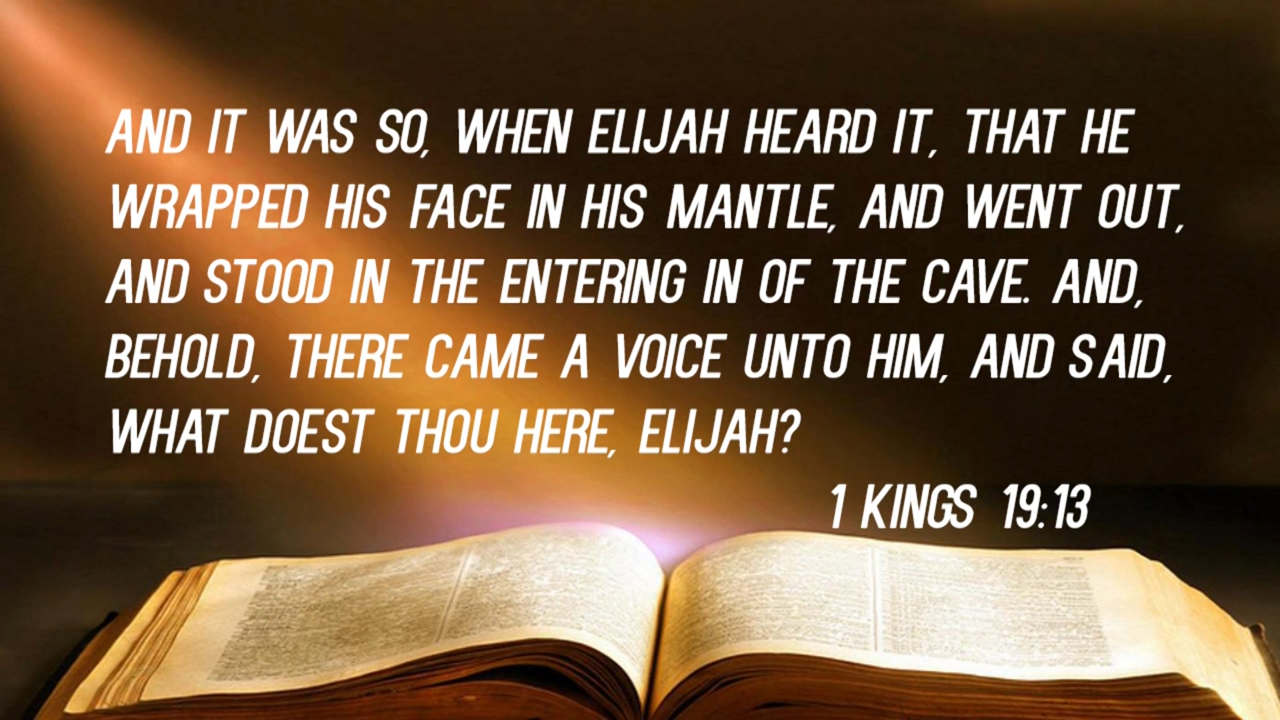 AND IT WAS SO, WHEN ELIJAH HEARD IT, THAT HE
WRAPPED HIS FACE IN HIS MANTLE, AND WENT OUT,
AND STOOD IN THE ENTERING IN OF THE CAVE. AND,
BEHOLD, THERE CAME A VOICE UNTO HIM, AND SAID,
WHAT DOEST THOU HERE, ELIJAH?
1 KINGS 19:13